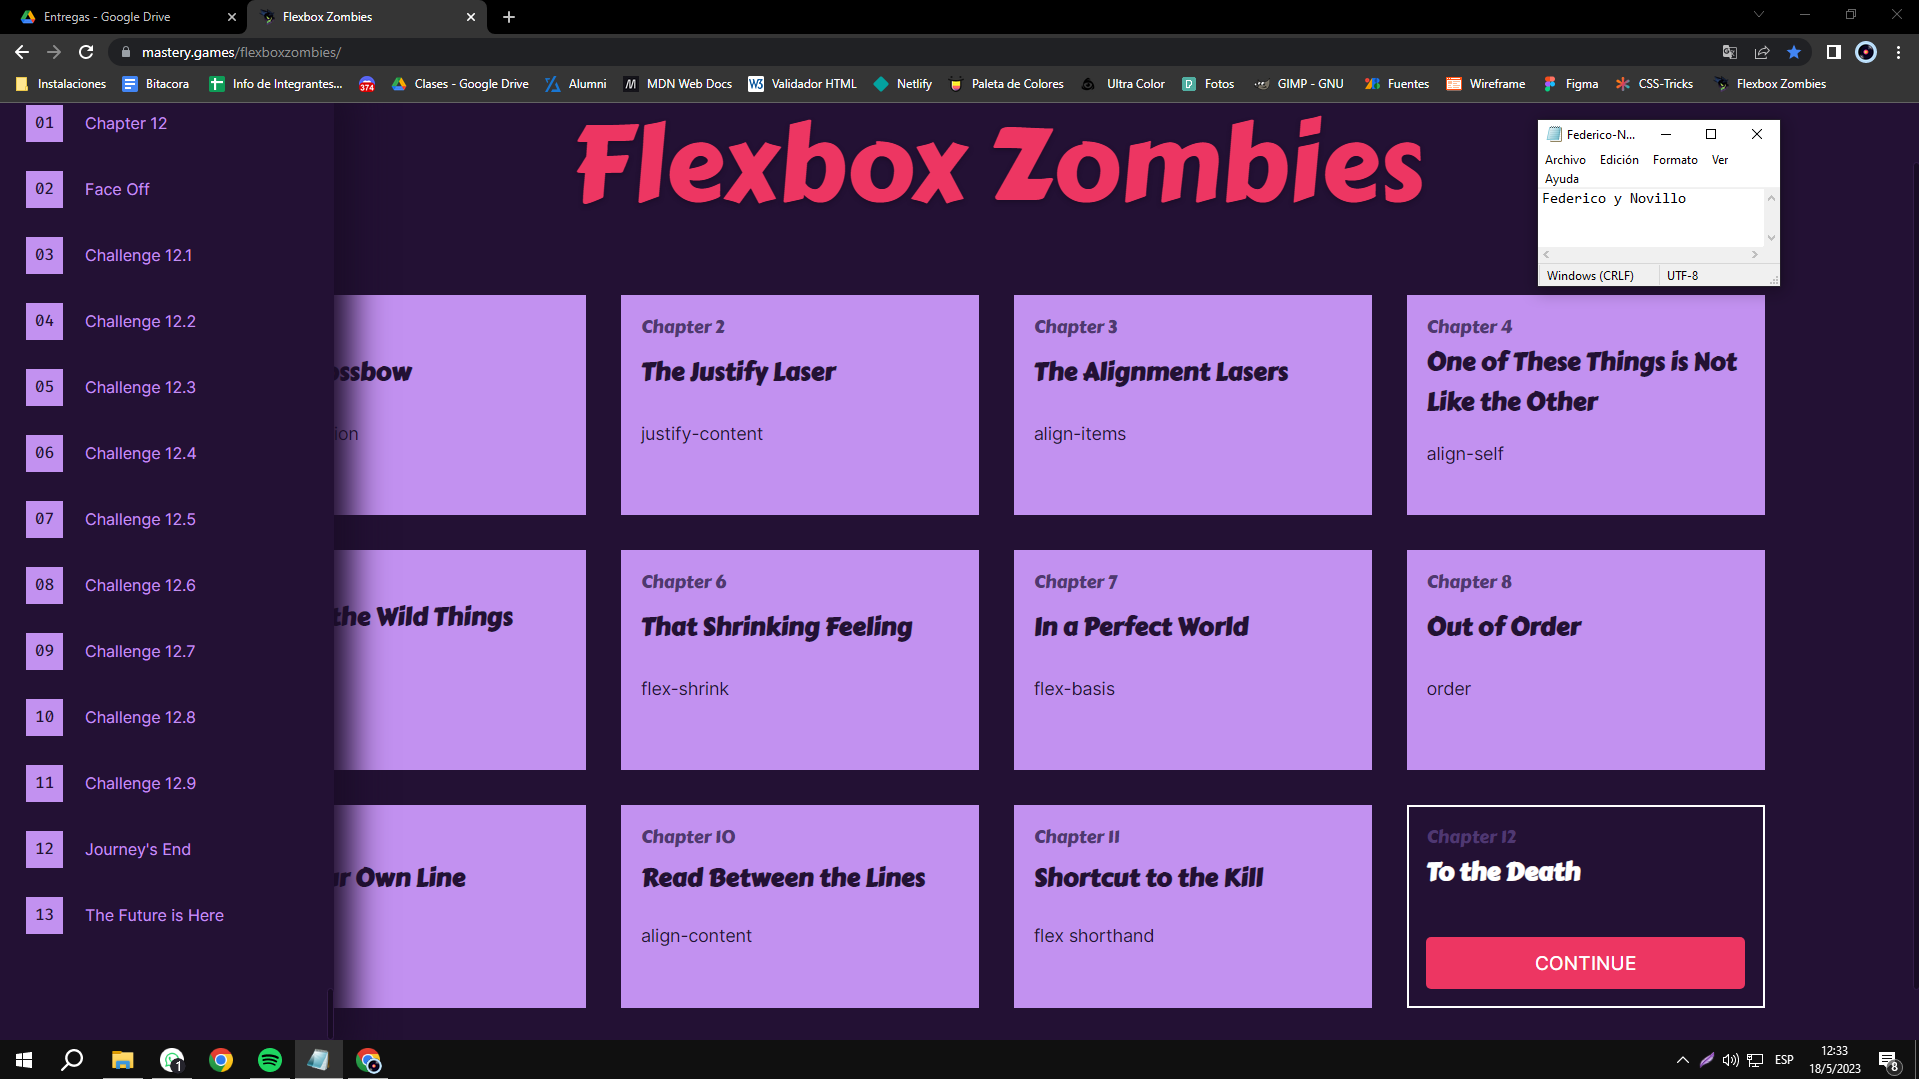 Entregas - Google Drive
Flexbox Zombies
mastery.games/flexboxzombies/
Instalaciones
Bitacora
Info de Integrantes...
374
Clases - Google Drive
Alumni
MDN Web Docs
Validador HTML
Netlify
Paleta de Colores
Ultra Color
Fotos
GIMP - GNU
Fuentes
Wireframe
Figma
CSS-Tricks
Flexbox Zombies
01 Chapter 12
02 Face Off
03 Challenge 12.1
04 Challenge 12.2
05 Challenge 12.3
06 Challenge 12.4
07 Challenge 12.5
08 Challenge 12.6
09 Challenge 12.7
10 Challenge 12.8
11 Challenge 12.9
12 Journey's End
13 The Future is Here
Flexbox Zombies
Federico-N...
Archivo Edición Formato Ver
Ayuda
Federico y Novillo
Windows (CRLF) UTF-8
ossbow
ion
Chapter 2
The Justify Laser
justify-content
Chapter 3
The Alignment Lasers
align-items
Chapter 4
One of These Things is Not
Like the Other
align-self
the Wild Things
Chapter 6
That Shrinking Feeling
flex-shrink
Chapter 7
In a Perfect World
flex-basis
Chapter 8
Out of Order
order
r Own Line
Chapter 10
Read Between the Lines
align-content
Chapter 11
Shortcut to the Kill
flex shorthand
Chapter 12
To the Death
CONTINUE
1
ESP
12:33
18/5/2023
8